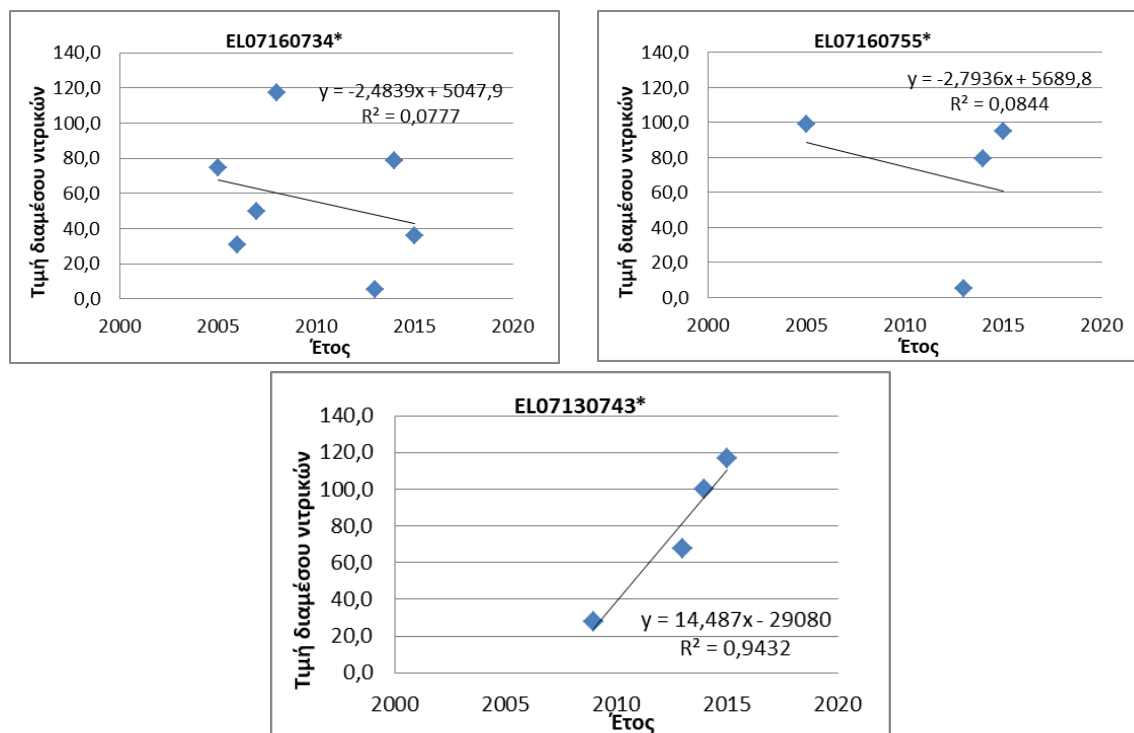 EL07160734*
140,0
120,0
100,0
80,0
60,0
40,0
20,0
0,0
y = -2,4839x + 5047,9
R² = 0,0777
2000 2005 2010 2015 2020
Τιμή διαμέσου νιτρικών
Έτος
EL07160755*
140,0
120,0
100,0
80,0
60,0
40,0
20,0
0,0
y = -2,7936x + 5689,8
R² = 0,0844
2000 2005 2010 2015 2020
Τιμή διαμέσου νιτρικών
Έτος
EL07130743*
140,0
120,0
100,0
80,0
60,0
40,0
20,0
0,0
y = 14,487x - 29080
R² = 0,9432
2000 2005 2010 2015 2020
Τιμή διαμέσου νιτρικών
Έτος